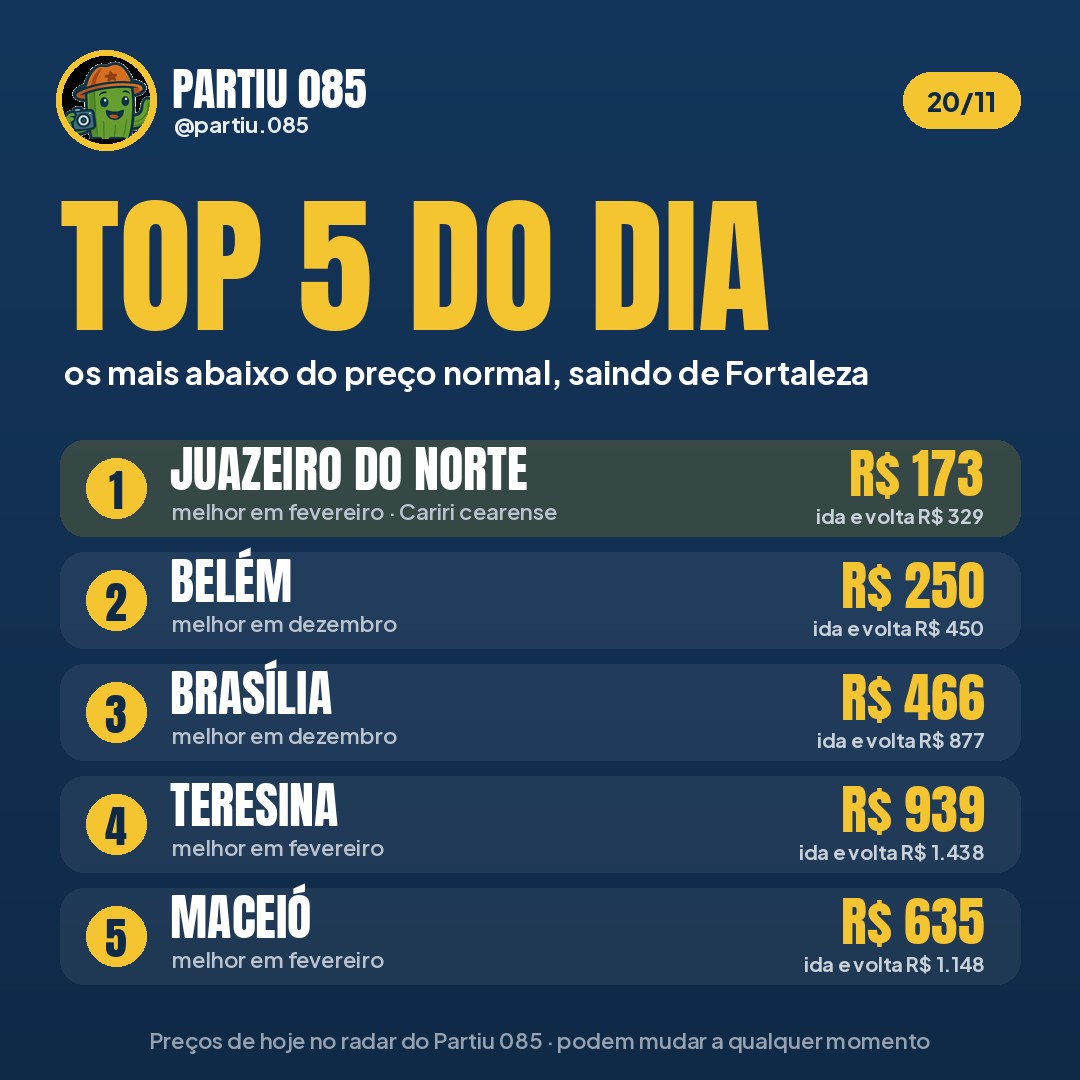 PARTIU 085
@partiu.085
20/11
TOP 5 DO DIA
os mais abaixo do preço normal, saindo de Fortaleza
1
JUAZEIRO DO NORTE
melhor em fevereiro · Cariri cearense
R$ 173
ida e volta R$ 329
2
BELÉM
melhor em dezembro
R$ 250
ida e volta R$ 450
3
BRASÍLIA
melhor em dezembro
R$ 466
ida e volta R$ 877
4
TERESINA
melhor em fevereiro
R$ 939
ida e volta R$ 1.438
5
MACEIÓ
melhor em fevereiro
R$ 635
ida e volta R$ 1.148
Preços de hoje no radar do Partiu 085 · podem mudar a qualquer momento